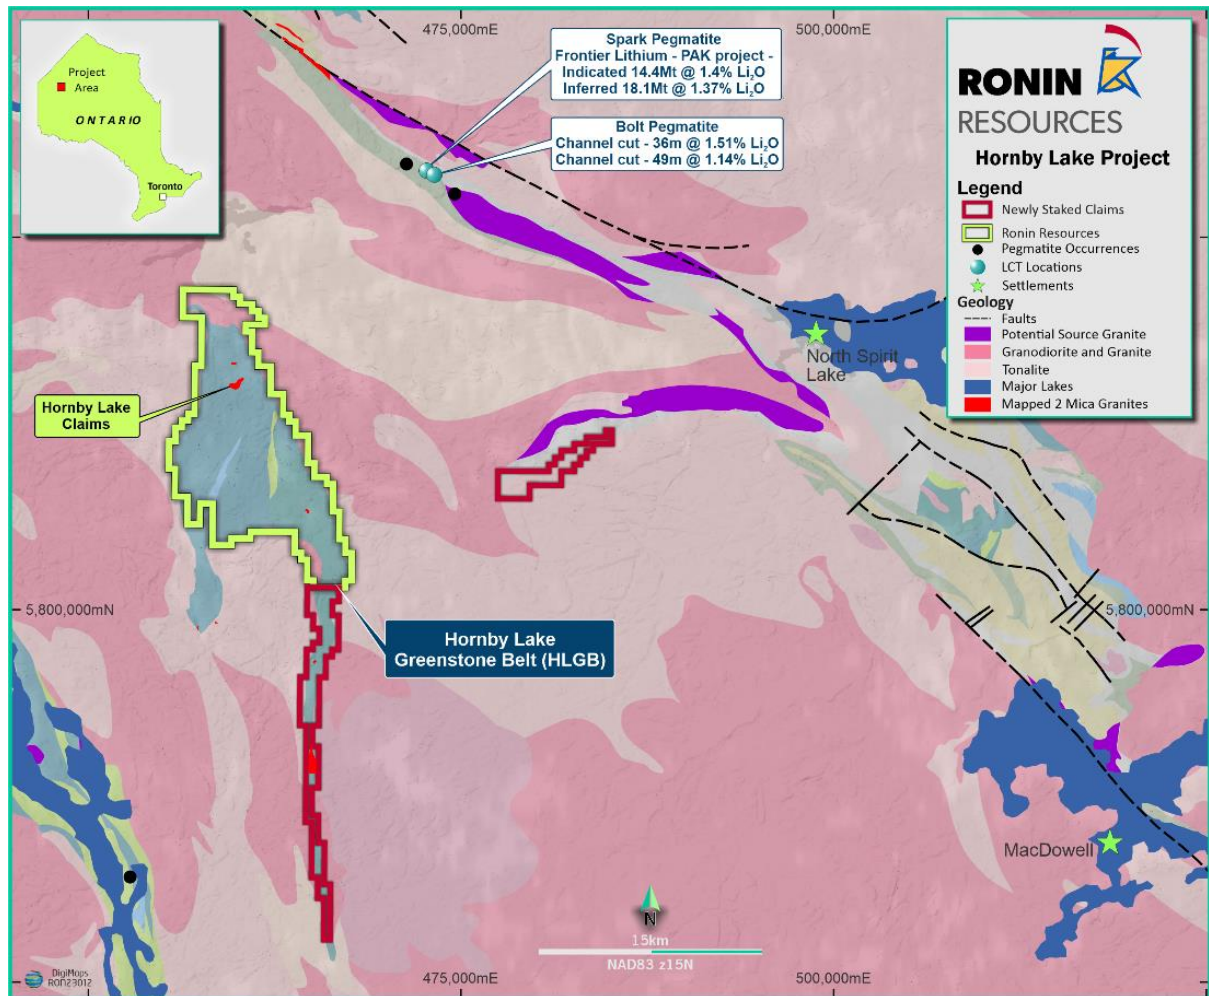 475,000mE
500,000mE
Project
Area
ONTARIO
Toronto
Spark Pegmatite
Frontier Lithium - PAK project -
Indicated 14.4Mt @ 1.4% Li₂O
Inferred 18.1Mt @ 1.37% Li₂O
Bolt Pegmatite
Channel cut - 36m @ 1.51% Li₂O
Channel cut - 49m @ 1.14% Li₂O
RONIN
RESOURCES
Hornby Lake Project
Legend
Newly Staked Claims
Ronin Resources
Pegmatite Occurrences
LCT Locations
Settlements
Geology
Faults
Potential Source Granite
Granodiorite and Granite
Tonalite
Major Lakes
Mapped 2 Mica Granites
North Spirit
Lake
Hornby Lake
Claims
5,800,000mN
5,800,000mN
Hornby Lake
Greenstone Belt (HLGB)
MacDowell
N
15km
NAD83 z15N
DigiMaps
RON23012
475,000mE
500,000mE